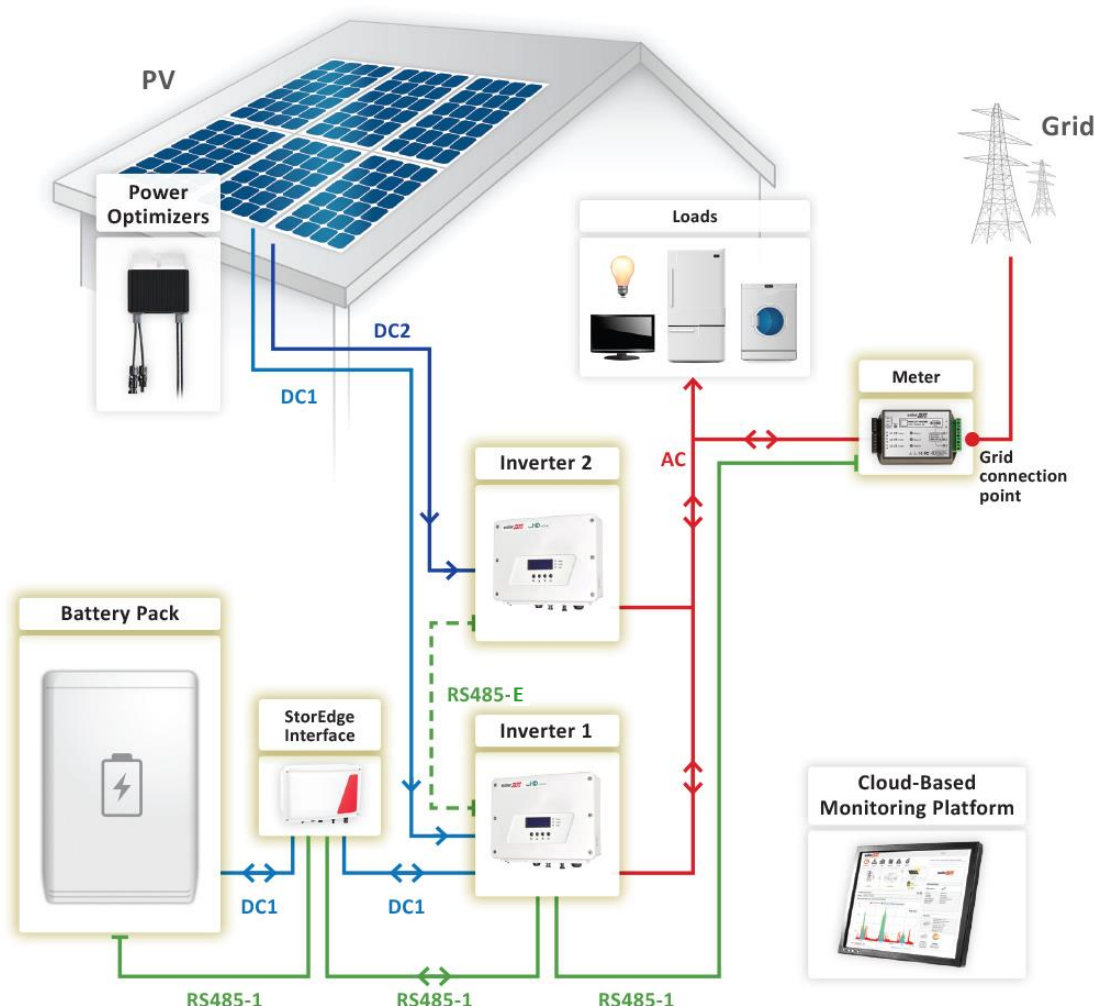 PV
Grid
Power
Optimizers
Loads
DC2
DC1
Meter
AC
Grid
connection
point
Inverter 2
Battery Pack
RS485-E
StorEdge
Interface
Inverter 1
Cloud-Based
Monitoring Platform
DC1
DC1
RS485-1
RS485-1
RS485-1